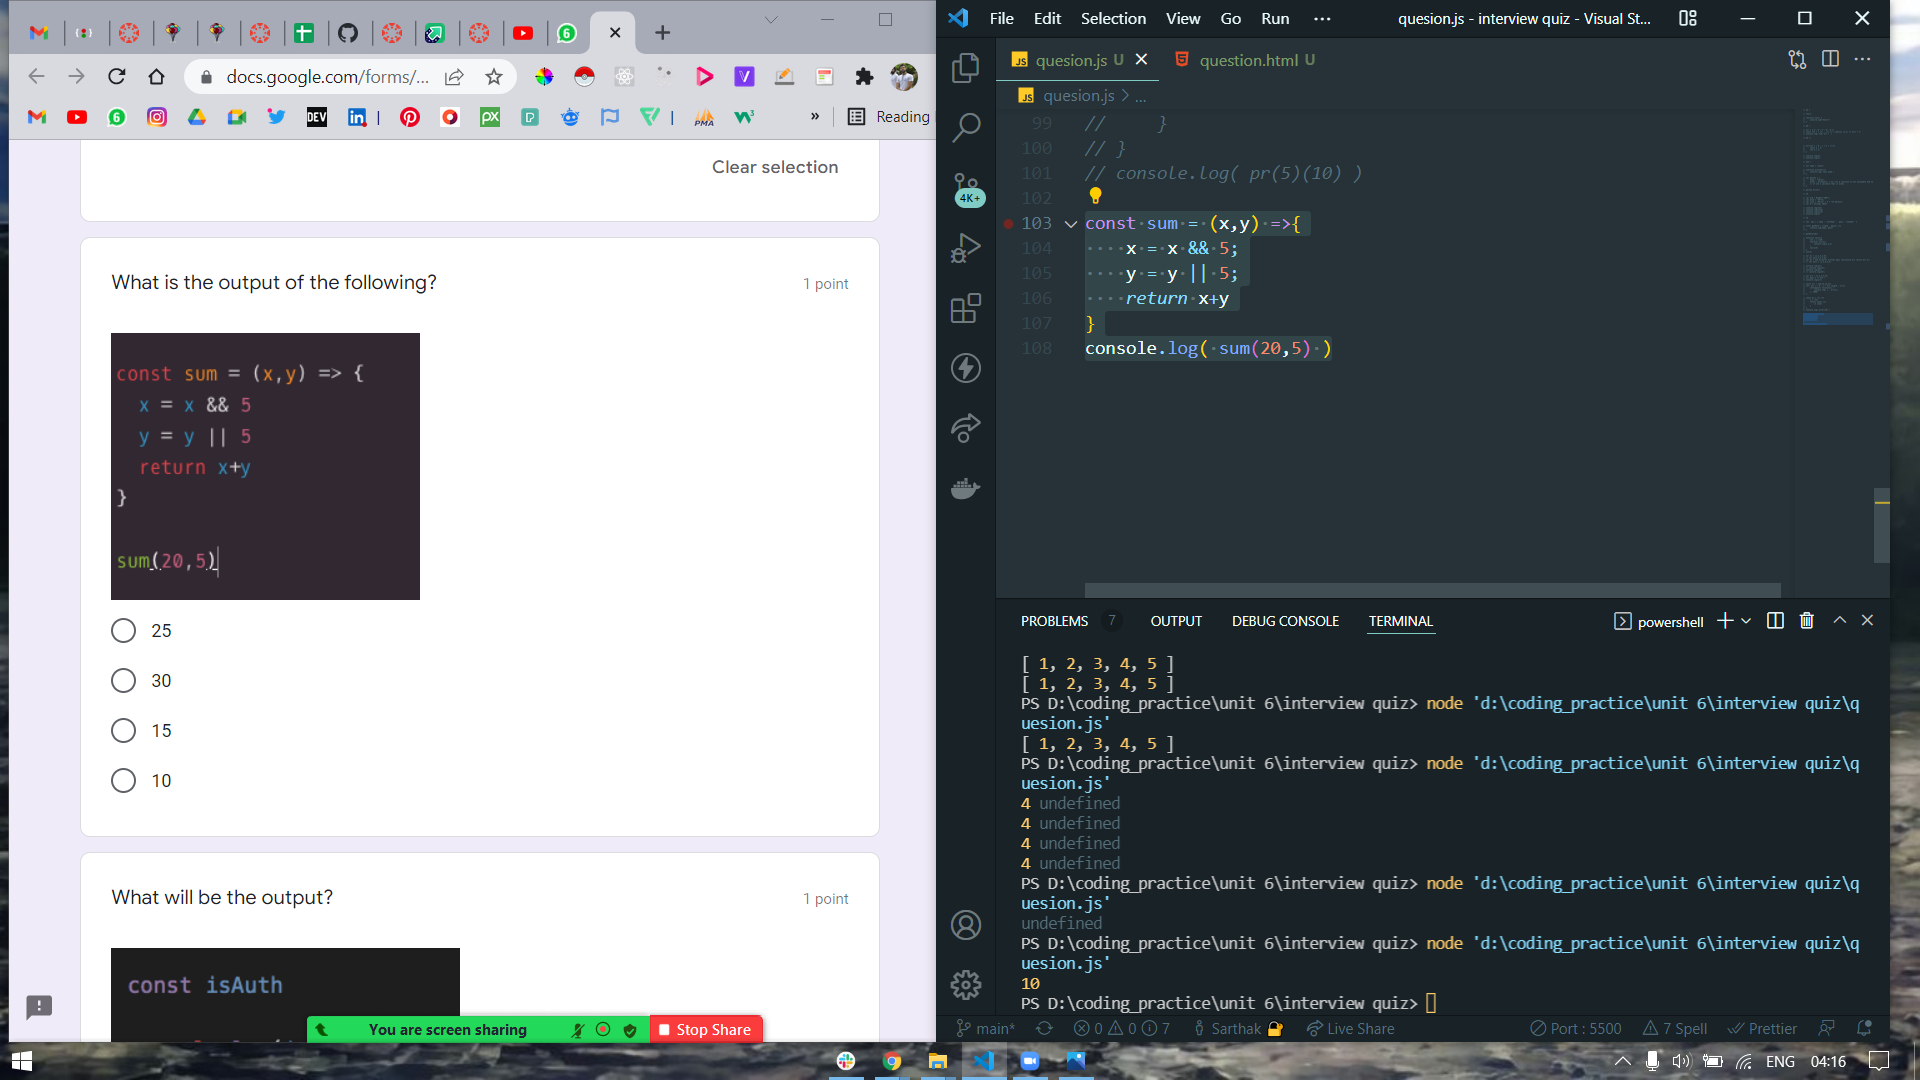 docs.google.com/forms/...
DEV
PMA
»
Reading
Clear selection
What is the output of the following?
1 point
const sum = (x,y) => {
x = x && 5
y = y || 5
return x+y
}
sum(20,5)
25
30
15
10
What will be the output?
1 point
const isAuth
You are screen sharing
Stop Share
File Edit Selection View Go Run ···
quesion.js - interview quiz - Visual St...
JS quesion.js U
question.html U
JS quesion.js > ...
4K+
99 // }
100 // }
101 // console.log( pr(5)(10) )
102
103 const sum = (x,y) =>{
104 x = x && 5;
105 y = y || 5;
106 return x+y
107 }
108 console.log( sum(20,5) )
PROBLEMS 7 OUTPUT DEBUG CONSOLE TERMINAL
powershell
[ 1, 2, 3, 4, 5 ]
[ 1, 2, 3, 4, 5 ]
PS D:\coding_practice\unit 6\interview quiz> node 'd:\coding_practice\unit 6\interview quiz\q
uesion.js'
[ 1, 2, 3, 4, 5 ]
PS D:\coding_practice\unit 6\interview quiz> node 'd:\coding_practice\unit 6\interview quiz\q
uesion.js'
4 undefined
4 undefined
4 undefined
4 undefined
PS D:\coding_practice\unit 6\interview quiz> node 'd:\coding_practice\unit 6\interview quiz\q
uesion.js'
undefined
PS D:\coding_practice\unit 6\interview quiz> node 'd:\coding_practice\unit 6\interview quiz\q
uesion.js'
10
PS D:\coding_practice\unit 6\interview quiz>
main* 0 0 7 Sarthak Live Share Port : 5500 7 Spell Prettier
ENG 04:16